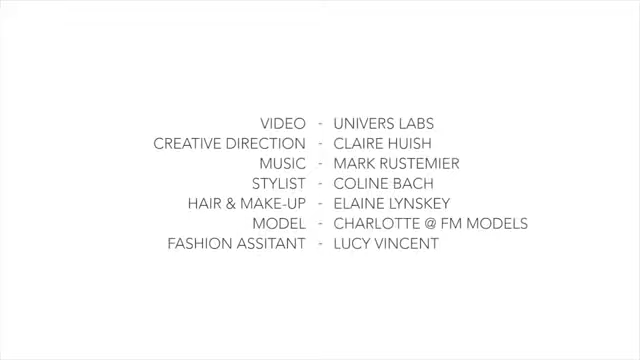 VIDEO - UNIVERS LABS
CREATIVE DIRECTION - CLAIRE HUISH
MUSIC - MARK RUSTEMIER
STYLIST - COLINE BACH
HAIR & MAKE-UP - ELAINE LYNSKEY
MODEL - CHARLOTTE @ FM MODELS
FASHION ASSITANT - LUCY VINCENT